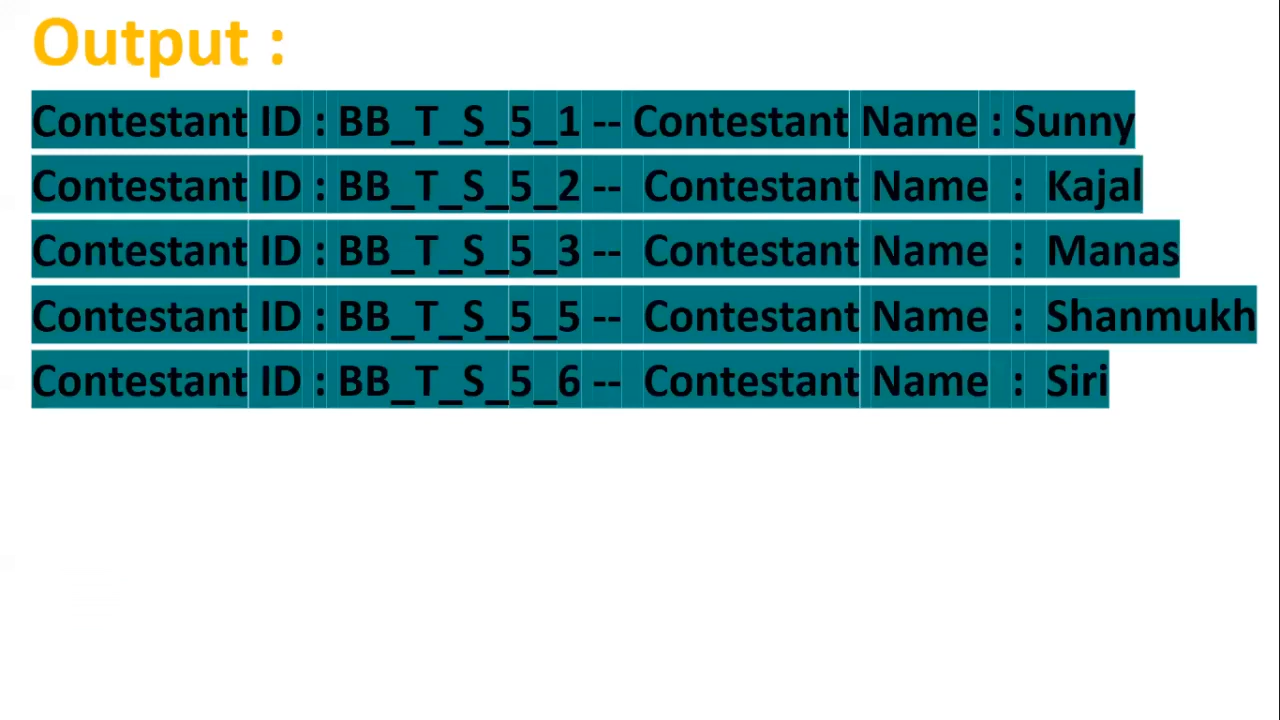 Output :
Contestant ID : BB_T_S_5_1 -- Contestant Name : Sunny
Contestant ID : BB_T_S_5_2 -- Contestant Name : Kajal
Contestant ID : BB_T_S_5_3 -- Contestant Name : Manas
Contestant ID : BB_T_S_5_5 -- Contestant Name : Shanmukh
Contestant ID : BB_T_S_5_6 -- Contestant Name : Siri